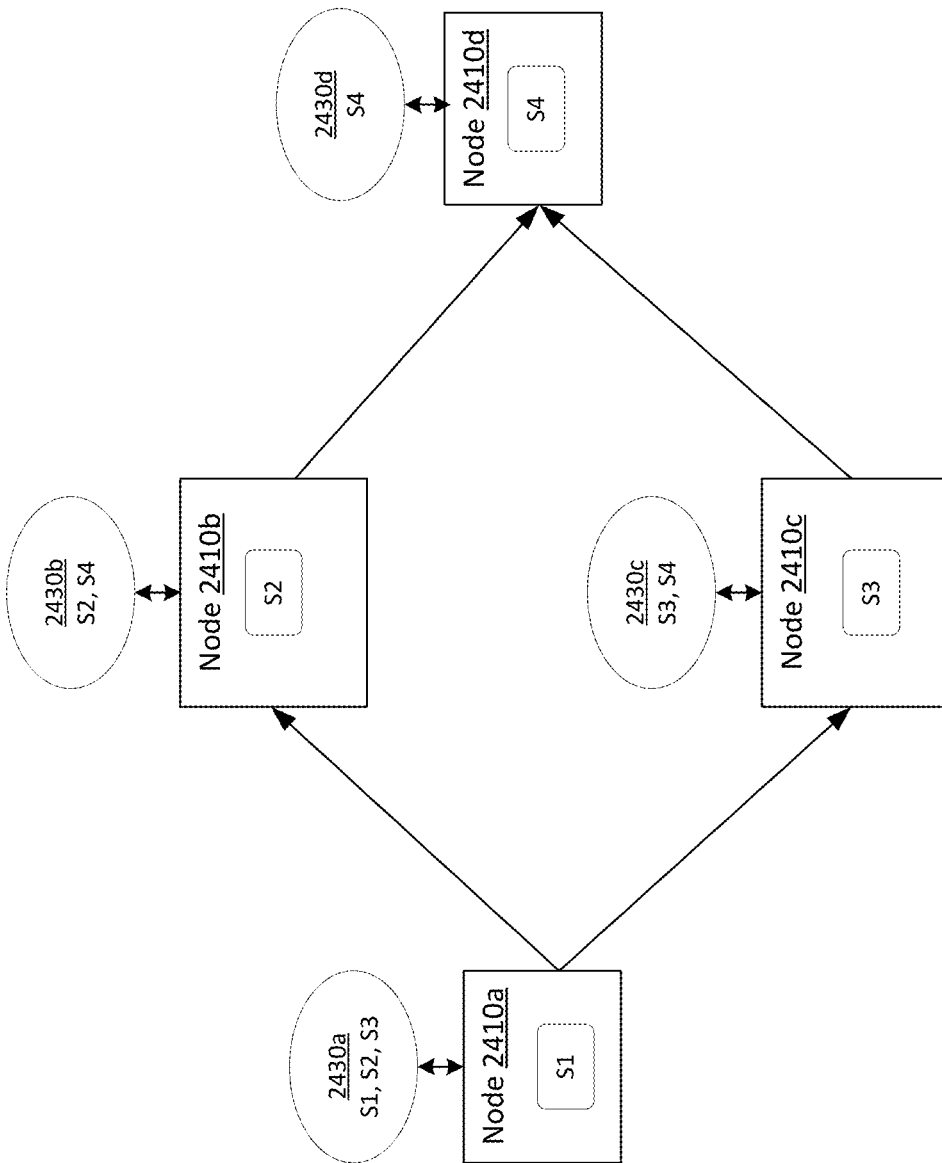 2430a
S1, S2, S3
Node 2410a
S1
2430b
S2, S4
Node 2410b
S2
2430c
S3, S4
Node 2410c
S3
2430d
S4
Node 2410d
S4